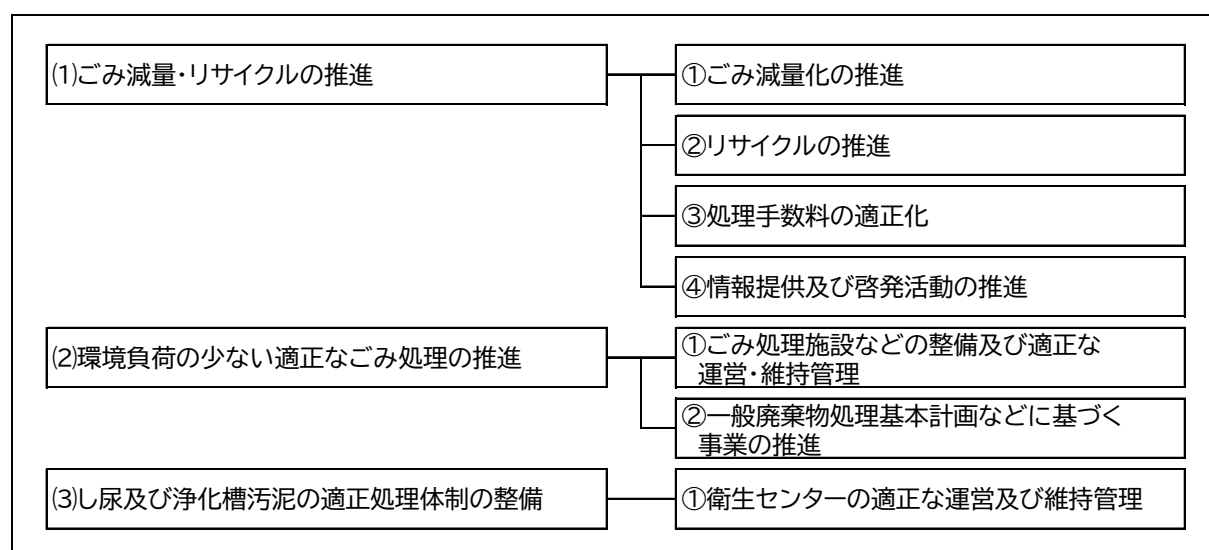 ⑴ごみ減量・リサイクルの推進
①ごみ減量化の推進
②リサイクルの推進
③処理手数料の適正化
④情報提供及び啓発活動の推進
⑵環境負荷の少ない適正なごみ処理の推進
①ごみ処理施設などの整備及び適正な
運営・維持管理
②一般廃棄物処理基本計画などに基づく
事業の推進
⑶し尿及び浄化槽汚泥の適正処理体制の整備
①衛生センターの適正な運営及び維持管理